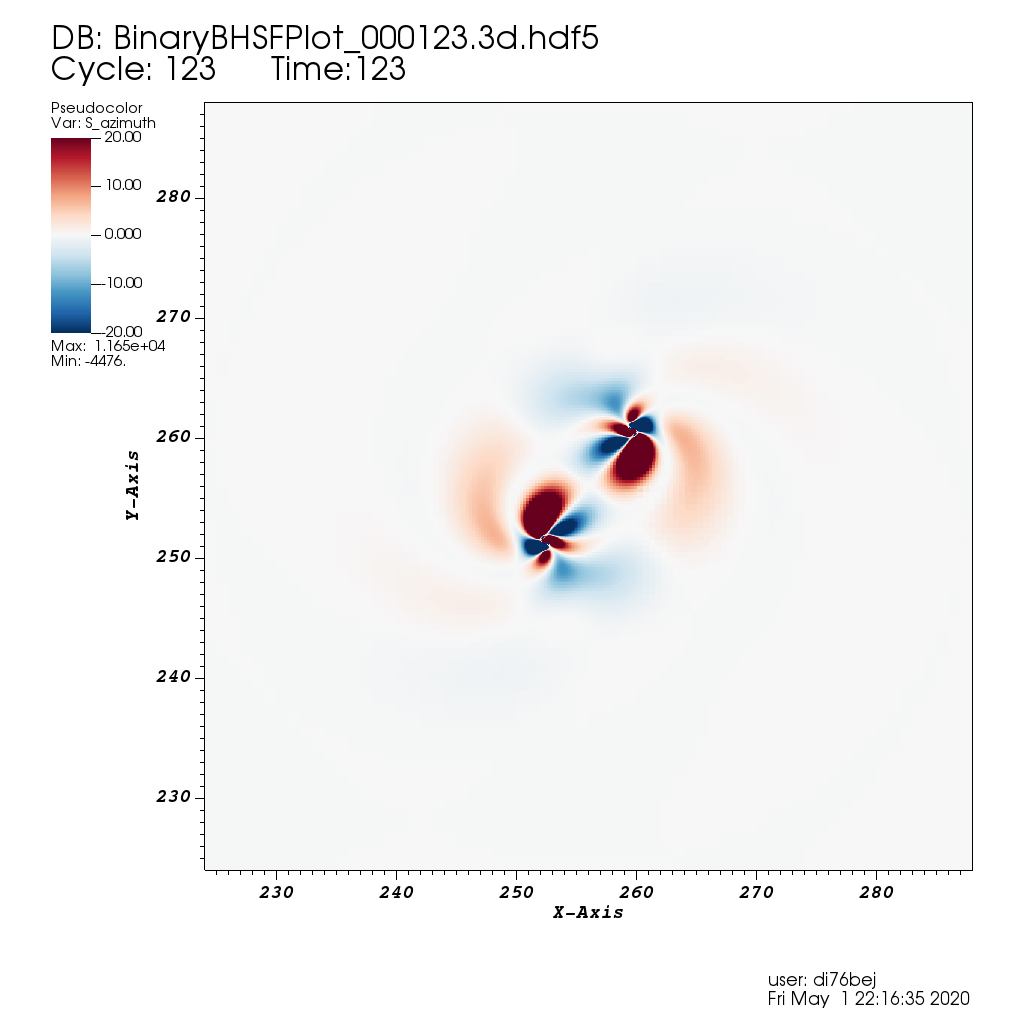 DB: BinaryBHSFPlot_000123.3d.hdf5
Cycle: 123 Time:123
Pseudocolor
Var: S_azimuth
20.00
10.00
0.000
-10.00
-20.00
Max: 1.165e+04
Min: -4476.
280
270
260
250
240
230
Y-Axis
230 240 250 260 270 280
X-Axis
user: di76bej
Fri May 1 22:16:35 2020